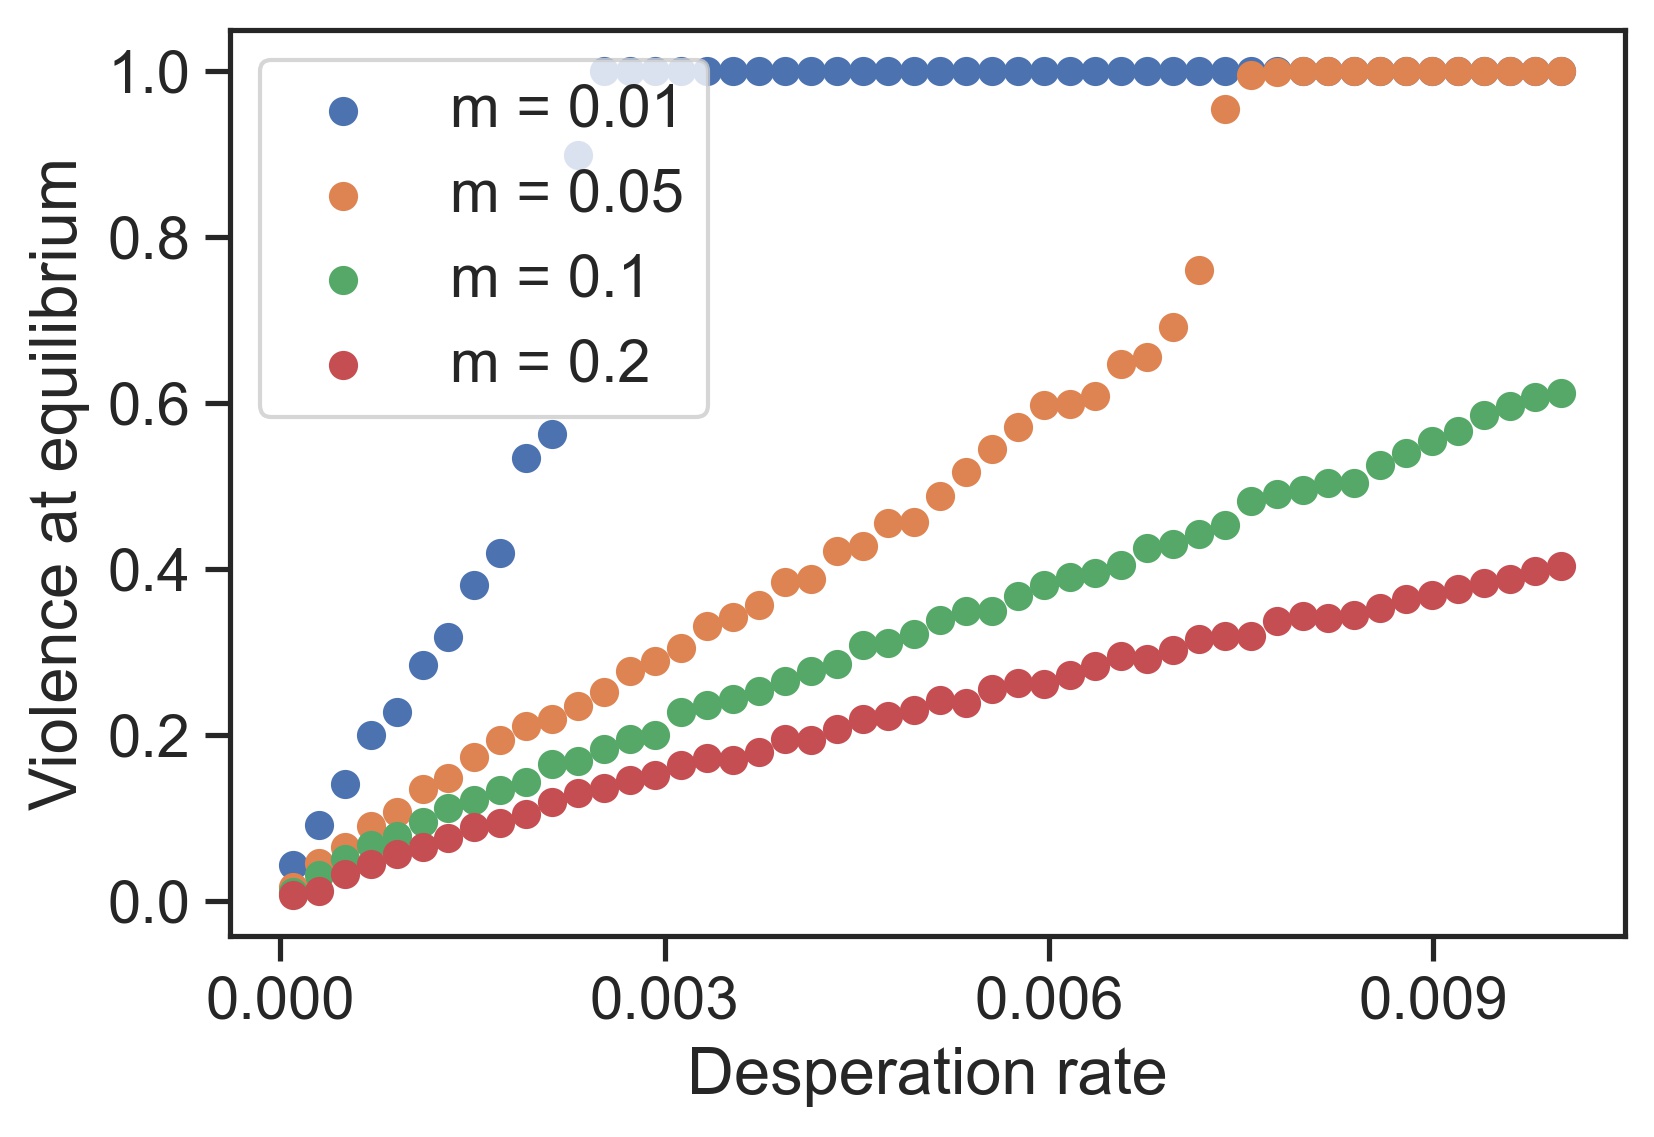 1.0
0.8
0.6
0.4
0.2
0.0
Violence at equilibrium
m = 0.01
m = 0.05
m = 0.1
m = 0.2
0.000 0.003 0.006 0.009
Desperation rate